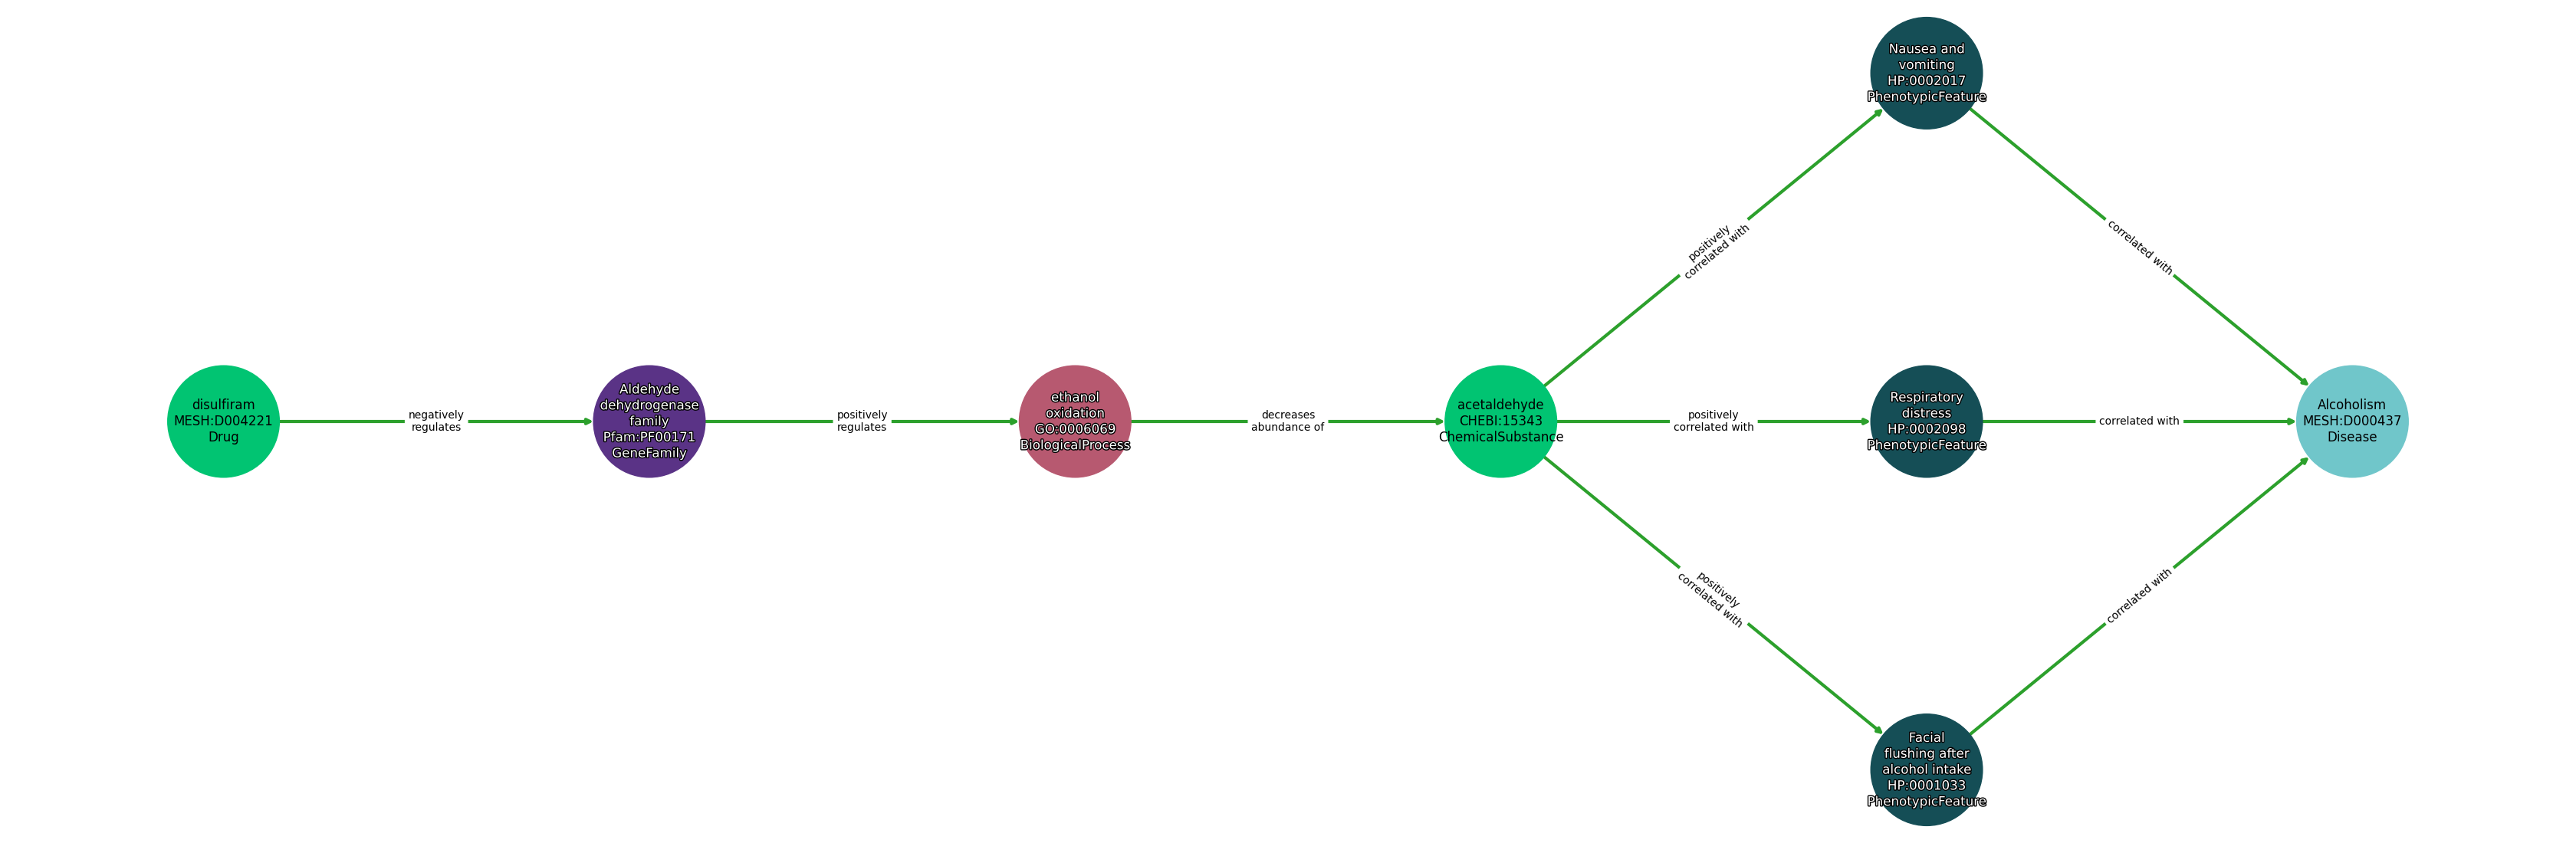 Nausea and
vomiting
HP:0002017
PhenotypicFeature
positively
correlated with
correlated with
disulfiram
MESH:D004221
Drug
negatively
regulates
Aldehyde
dehydrogenase
family
Pfam:PF00171
GeneFamily
positively
regulates
ethanol
oxidation
GO:0006069
BiologicalProcess
decreases
abundance of
acetaldehyde
CHEBI:15343
ChemicalSubstance
positively
correlated with
Respiratory
distress
HP:0002098
PhenotypicFeature
correlated with
Alcoholism
MESH:D000437
Disease
positively
correlated with
correlated with
Facial
flushing after
alcohol intake
HP:0001033
PhenotypicFeature